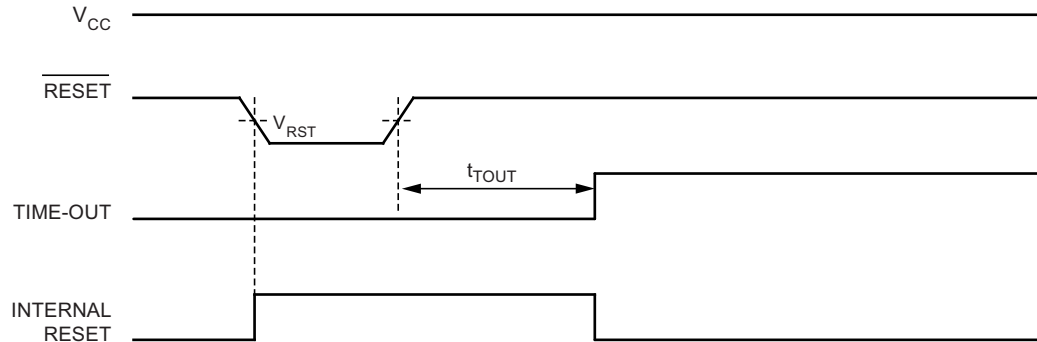 VCC
RESET
VRST
tTOUT
TIME-OUT
INTERNAL
RESET